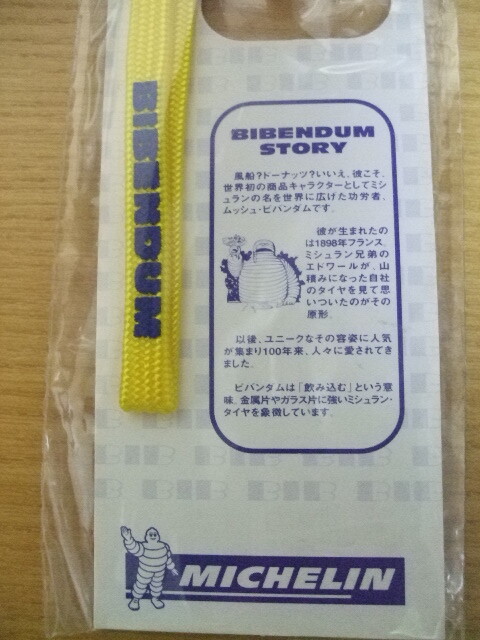 BIBENDUM
BIBENDUM
STORY
風船?ドーナッツ?いいえ、彼こそ、
世界初の商品キャラクターとしてミシ
ュランの名を世界に広げた功労者、
ムッシュ・ビバンダムです。
彼が生まれたの
は1898年フランス。
ミシュラン兄弟の
エドワールが、山
積みになった自社
のタイヤを見て思
いついたのがその
原形。
以後、ユニークなその容姿に人気
が集まり100年来、人々に愛されてき
ました。
ビバンダムは「飲み込む」という意
味。金属片やガラス片に強いミシュラン・
タイヤを象徴しています。
MICHELIN